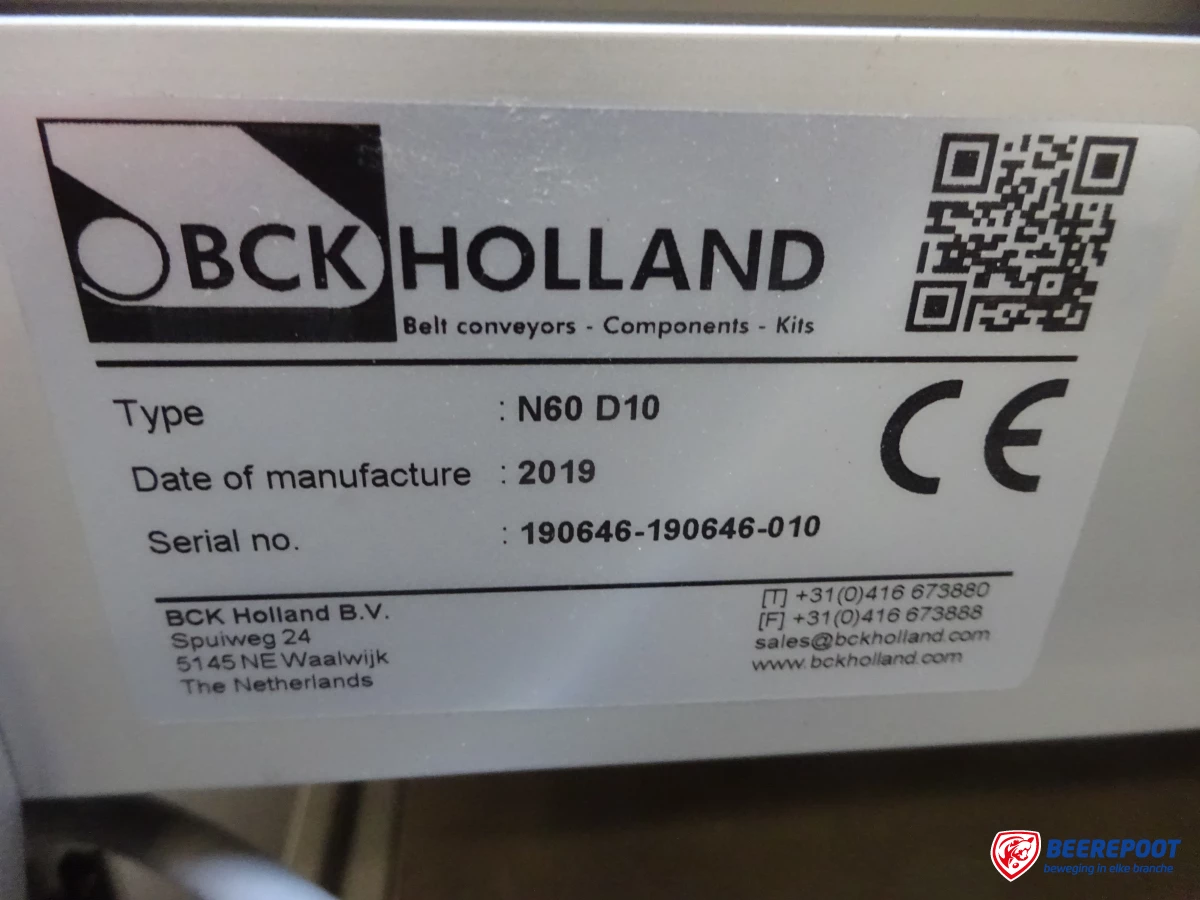 BCK HOLLAND
Belt conveyors - Components - Kits
Type : N60 D10
Date of manufacture : 2019
Serial no. : 190646-190646-010
CE
BCK Holland B.V.
Spuiweg 24
5145 NE Waalwijk
The Netherlands
[T] +31(0)416 673880
[F] +31(0)416 673888
sales@bckholland.com
www.bckholland.com
BEEREPOOT
beweging in elke branche